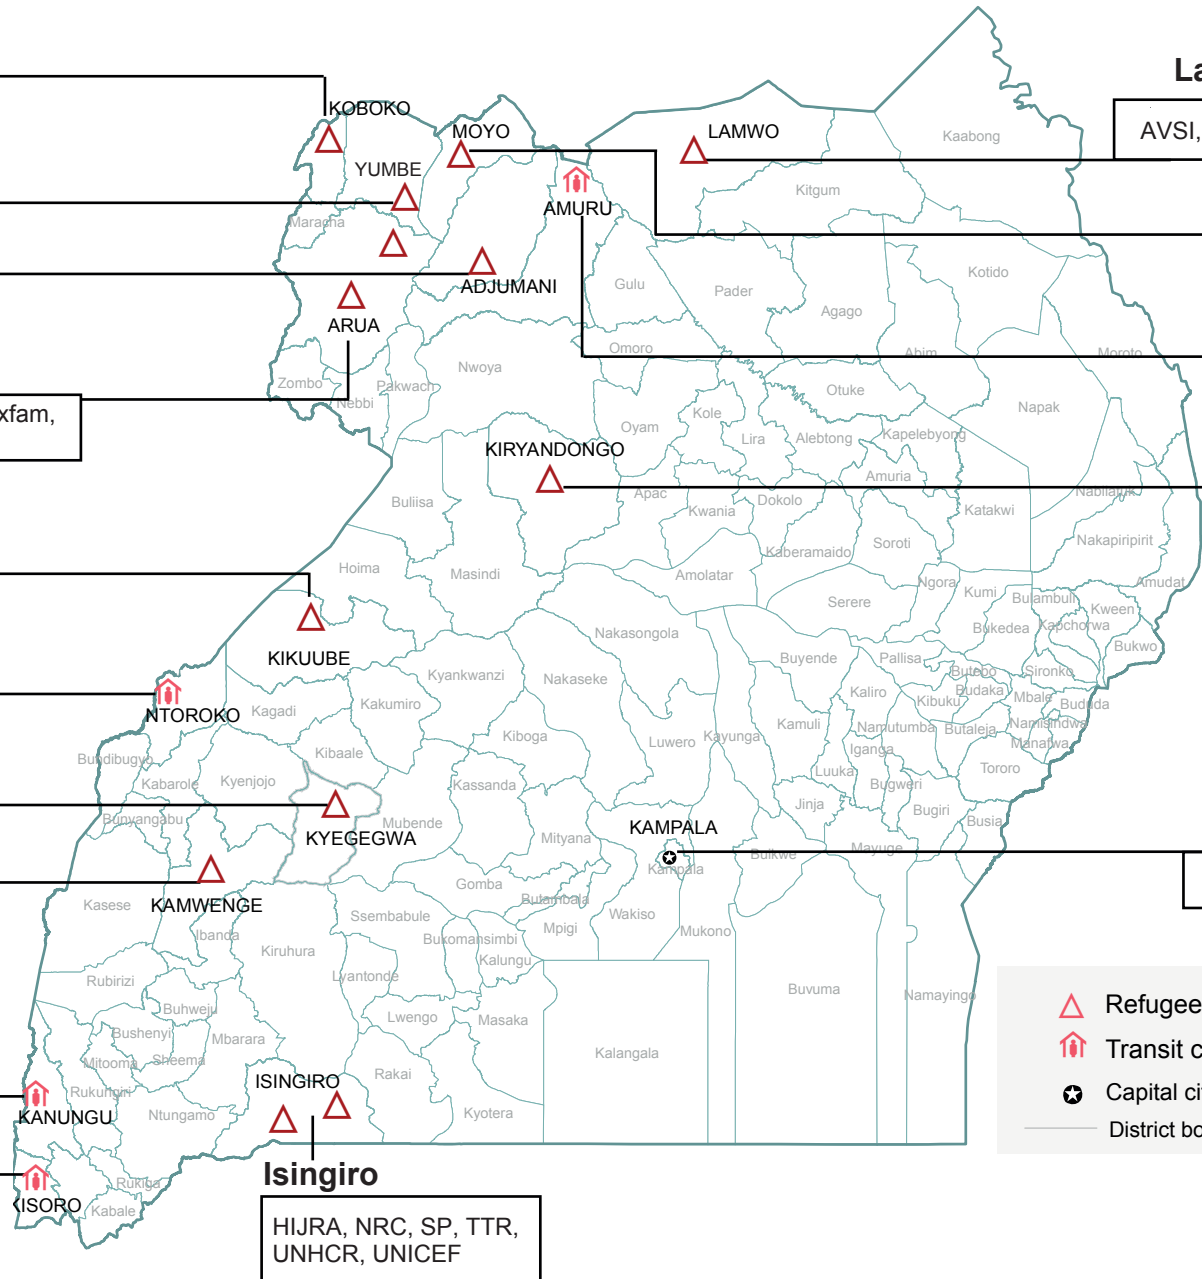 La
AVSI,
KOBOKO
MOYO
LAMWO
Kaabong
YUMBE
Kitgum
AMURU
Maracha
Kotido
ADJUMANI
Gulu
Pader
Agago
ARUA
Omoro
Abim
Moroto
Nwoya
Zombo
Pakwach
Otuke
Nebbi
xfam,
Napak
Kole
Oyam
Lira
Alebtong
Kapelebyong
KIRYANDONGO
Amuria
Apac
Nabilatuk
Buliisa
Dokolo
Kwania
Katakwi
Soroti
Nakapiripirit
Kaberamaido
Hoima
Masindi
Amolatar
Ngora
Kumi
Amudat
Bulambuli
Serere
Kween
Bukedea
Kapchorwa
Nakasongola
Bukwo
KIKUUBE
Buyende
Pallisa
Butebo
Sironko
Kyankwanzi
Nakaseke
Kaliro
Budaka
Mbale
Kibuku
Bududa
Kakumiro
NTOROKO
Kagadi
Kamuli
Namutumba
Butaleja
Namisindwa
Kiboga
Kayunga
Luwero
Iganga
Manafwa
Kibaale
Bundibugyo
Luuka
Tororo
Kabarole
Kyenjojo
Kassanda
Bugweri
Jinja
Bugiri
Bunyangabu
Mubende
Busia
KYEGEGWA
Mityana
KAMPALA
Mayuge
Buikwe
Kampala
Gomba
Kasese
KAMWENGE
Butambala
Ssembabule
Wakiso
Ibanda
Mpigi
Mukono
Bukomansimbi
Kiruhura
Kalungu
Lyantonde
Rubirizi
Buvuma
Namayingo
Buhweju
Refugee
Lwengo
Masaka
Bushenyi
Mbarara
Transit c
Kalangala
Mitooma
Sheema
Rakai
ISINGIRO
Rukungiri
Capital ci
KANUNGU
Ntungamo
Kyotera
District bo
Isingiro
Rukiga
KISORO
Kabale
HIJRA, NRC, SP, TTR,
UNHCR, UNICEF